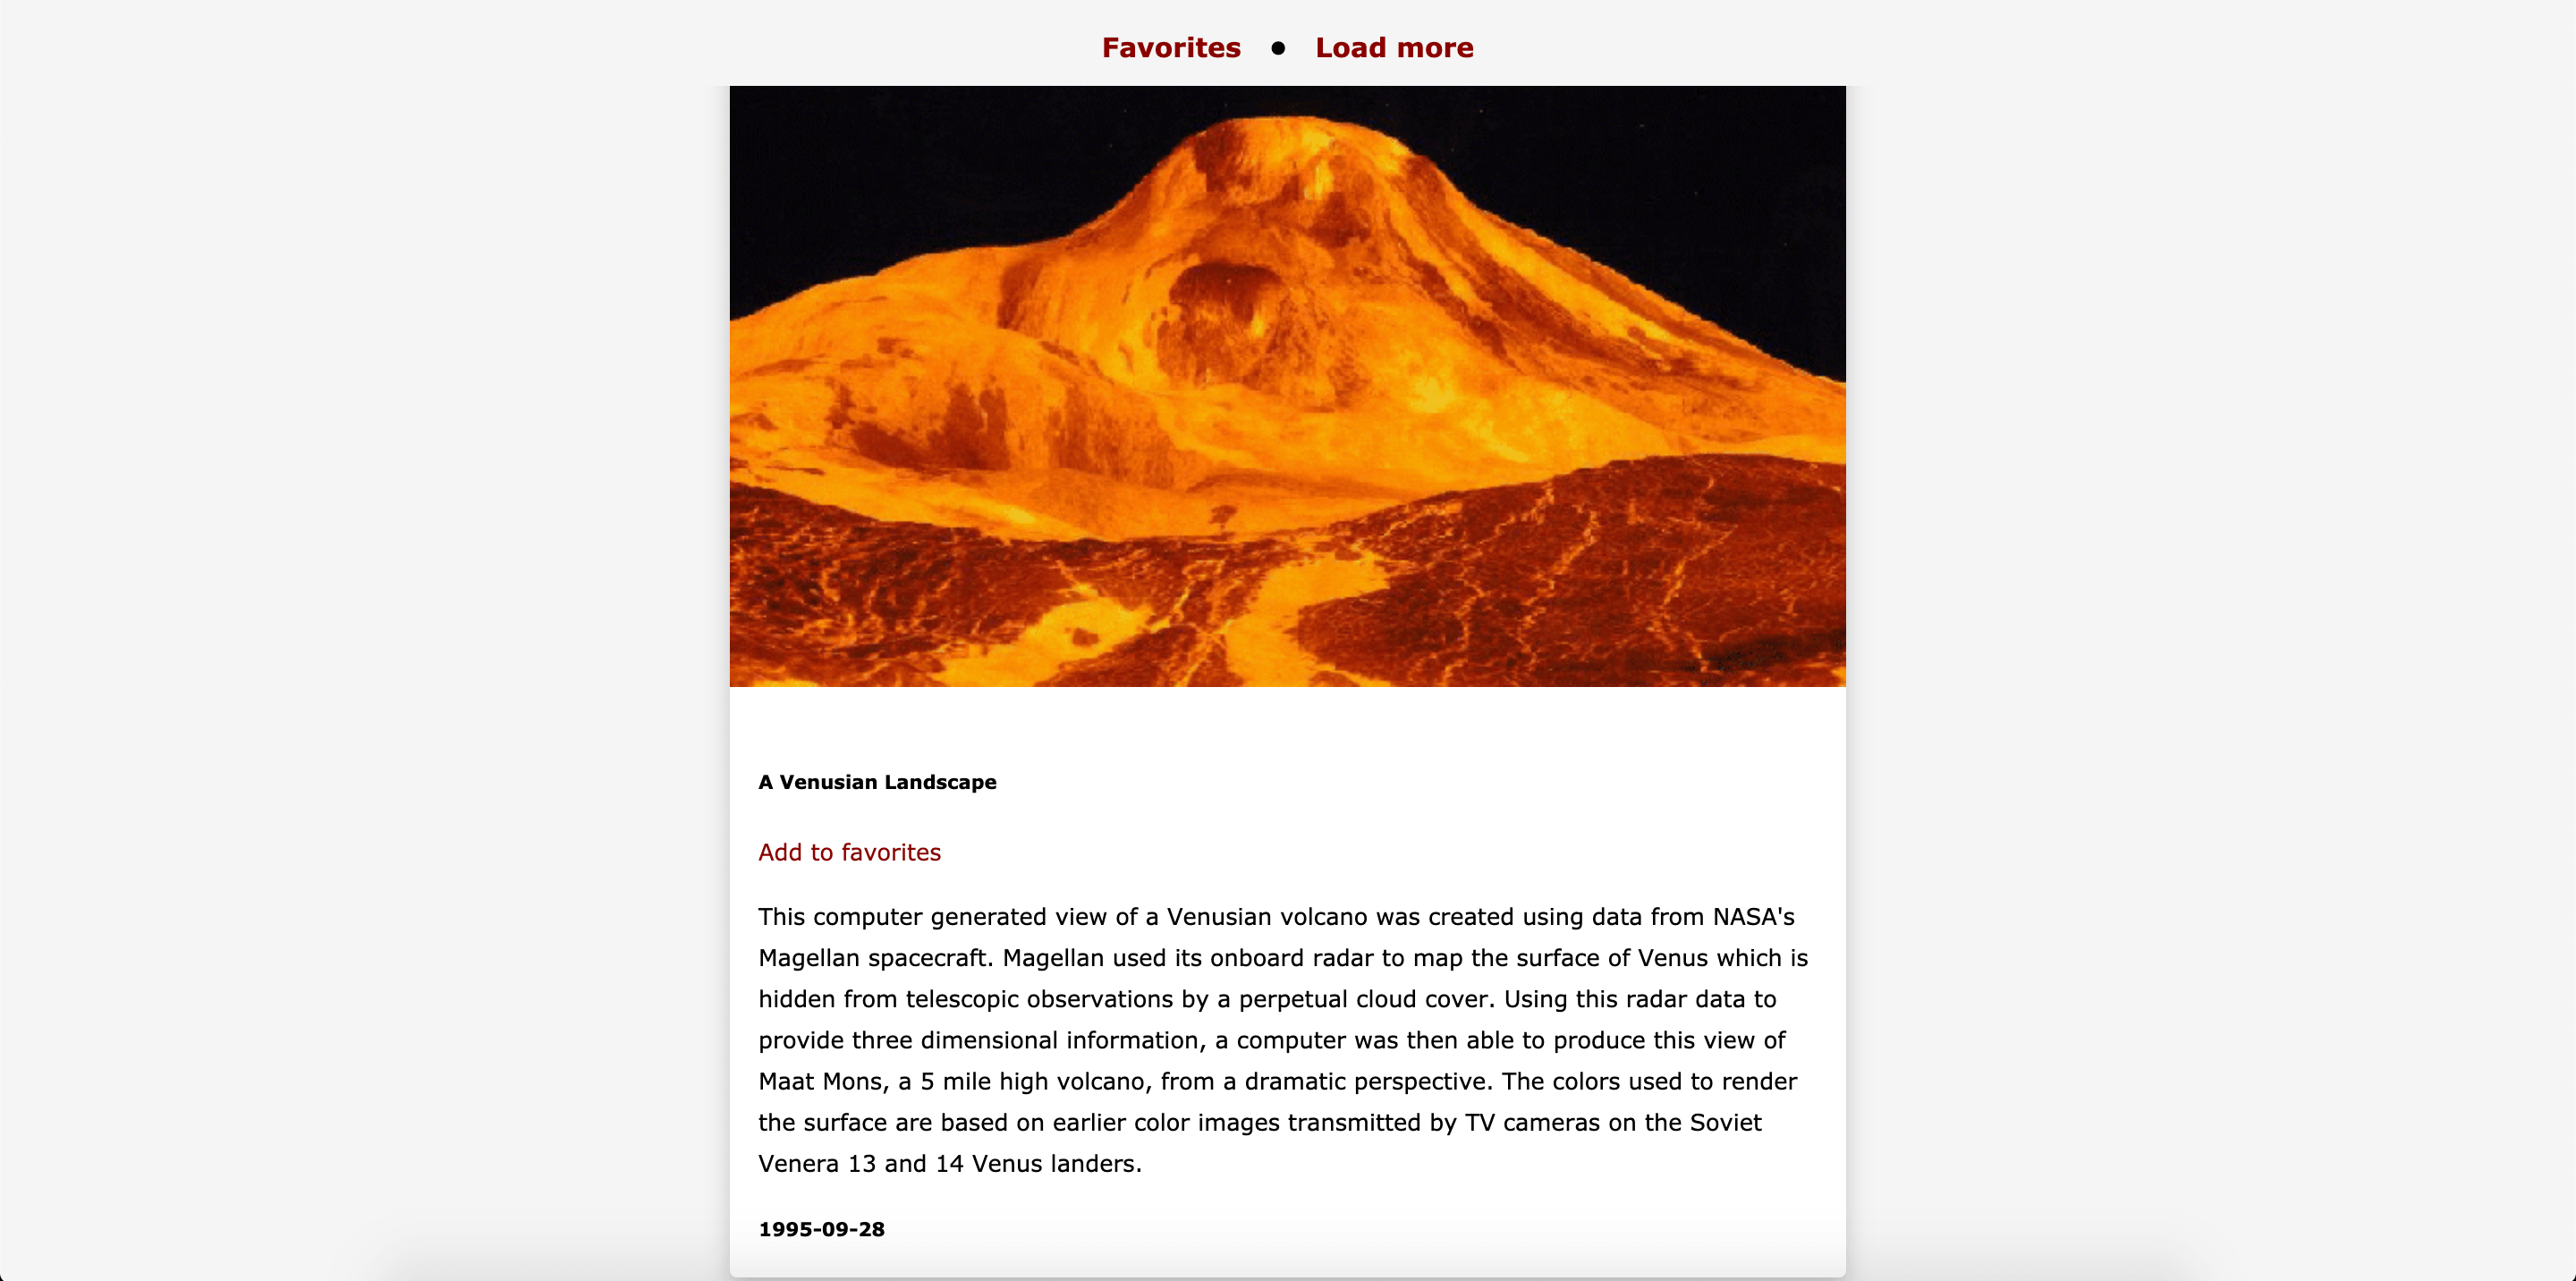 Favorites ● Load more
A Venusian Landscape
Add to favorites
This computer generated view of a Venusian volcano was created using data from NASA's
Magellan spacecraft. Magellan used its onboard radar to map the surface of Venus which is
hidden from telescopic observations by a perpetual cloud cover. Using this radar data to
provide three dimensional information, a computer was then able to produce this view of
Maat Mons, a 5 mile high volcano, from a dramatic perspective. The colors used to render
the surface are based on earlier color images transmitted by TV cameras on the Soviet
Venera 13 and 14 Venus landers.
1995-09-28